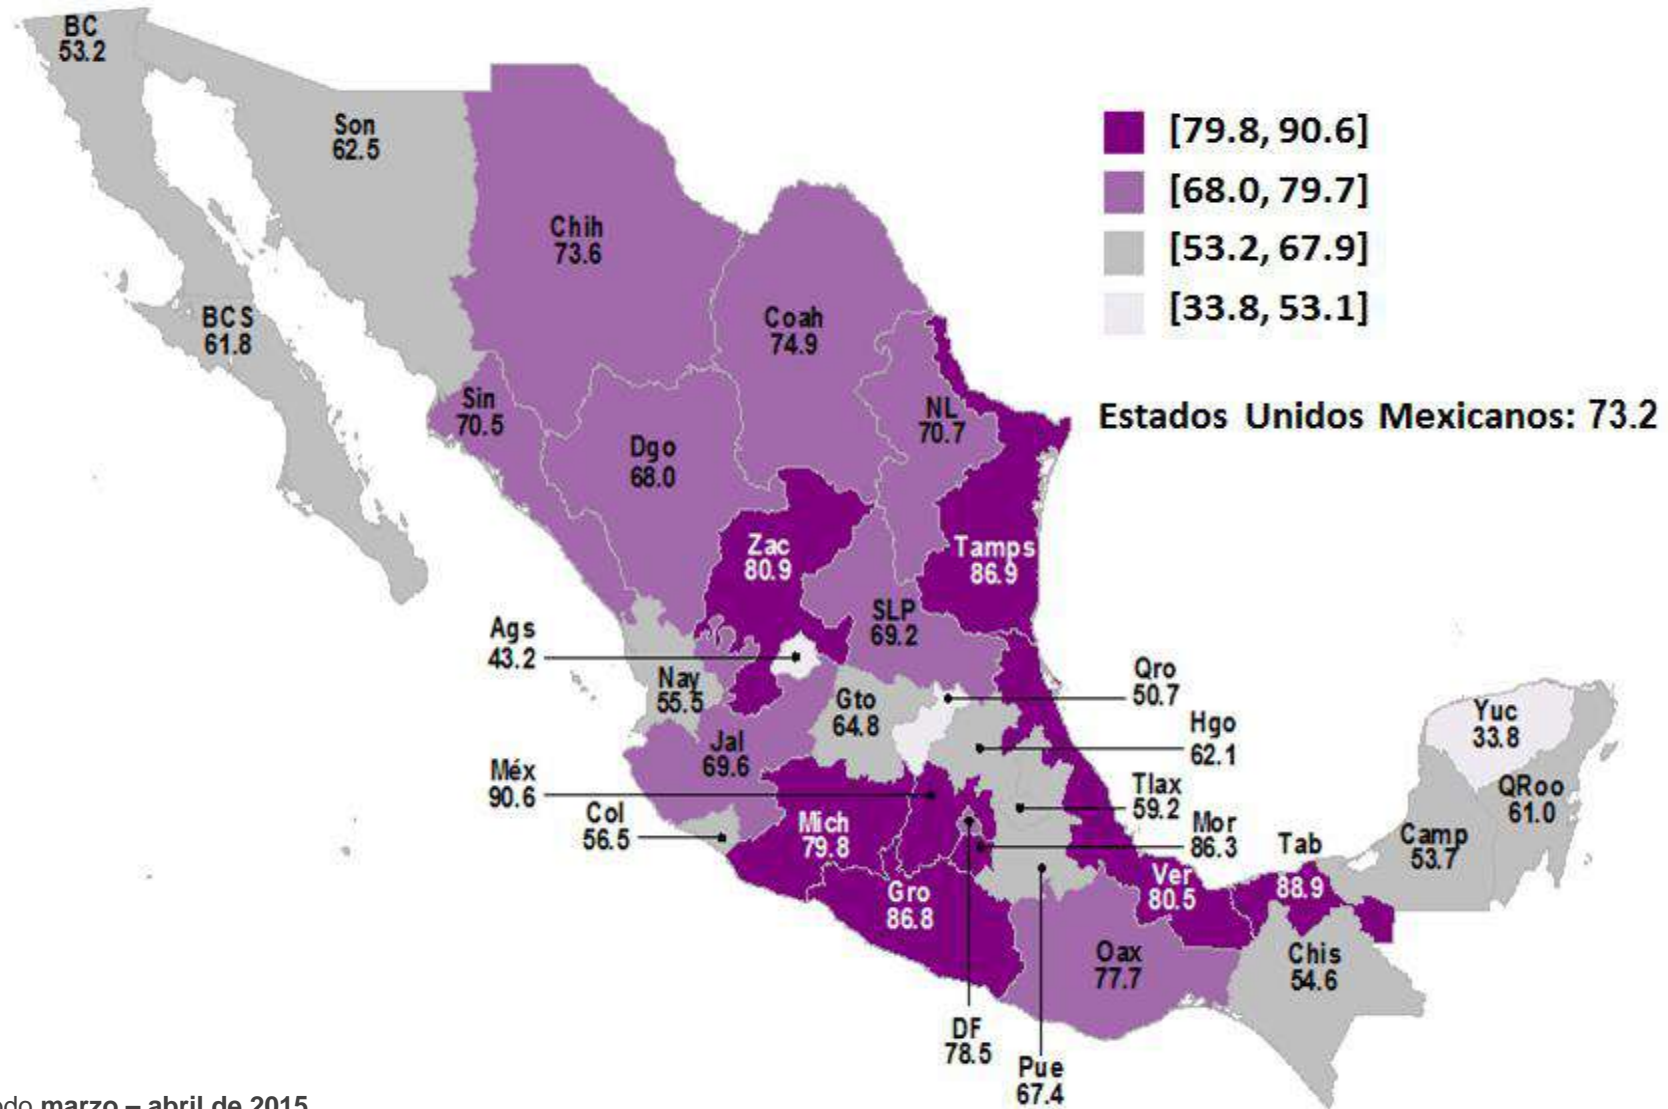 BC
53.2
Son
62.5
[79.8, 90.6]
[68.0, 79.7]
[53.2, 67.9]
[33.8, 53.1]
Estados Unidos Mexicanos: 73.2
Chih
73.6
BCS
61.8
Coah
74.9
Sin
70.5
NL
70.7
Dgo
68.0
Zac
80.9
Tamps
86.9
SLP
69.2
Ags
43.2
Nay
55.5
Gto
64.8
Qro
50.7
Hgo
62.1
Yuc
33.8
Jal
69.6
Méx
90.6
Tlax
59.2
QRoo
61.0
Col
56.5
Mich
79.8
Mor
86.3
Tab
88.9
Camp
53.7
Ver
80.5
Gro
86.8
Oax
77.7
Chis
54.6
DF
78.5
Pue
67.4
marzo – abril de 2015